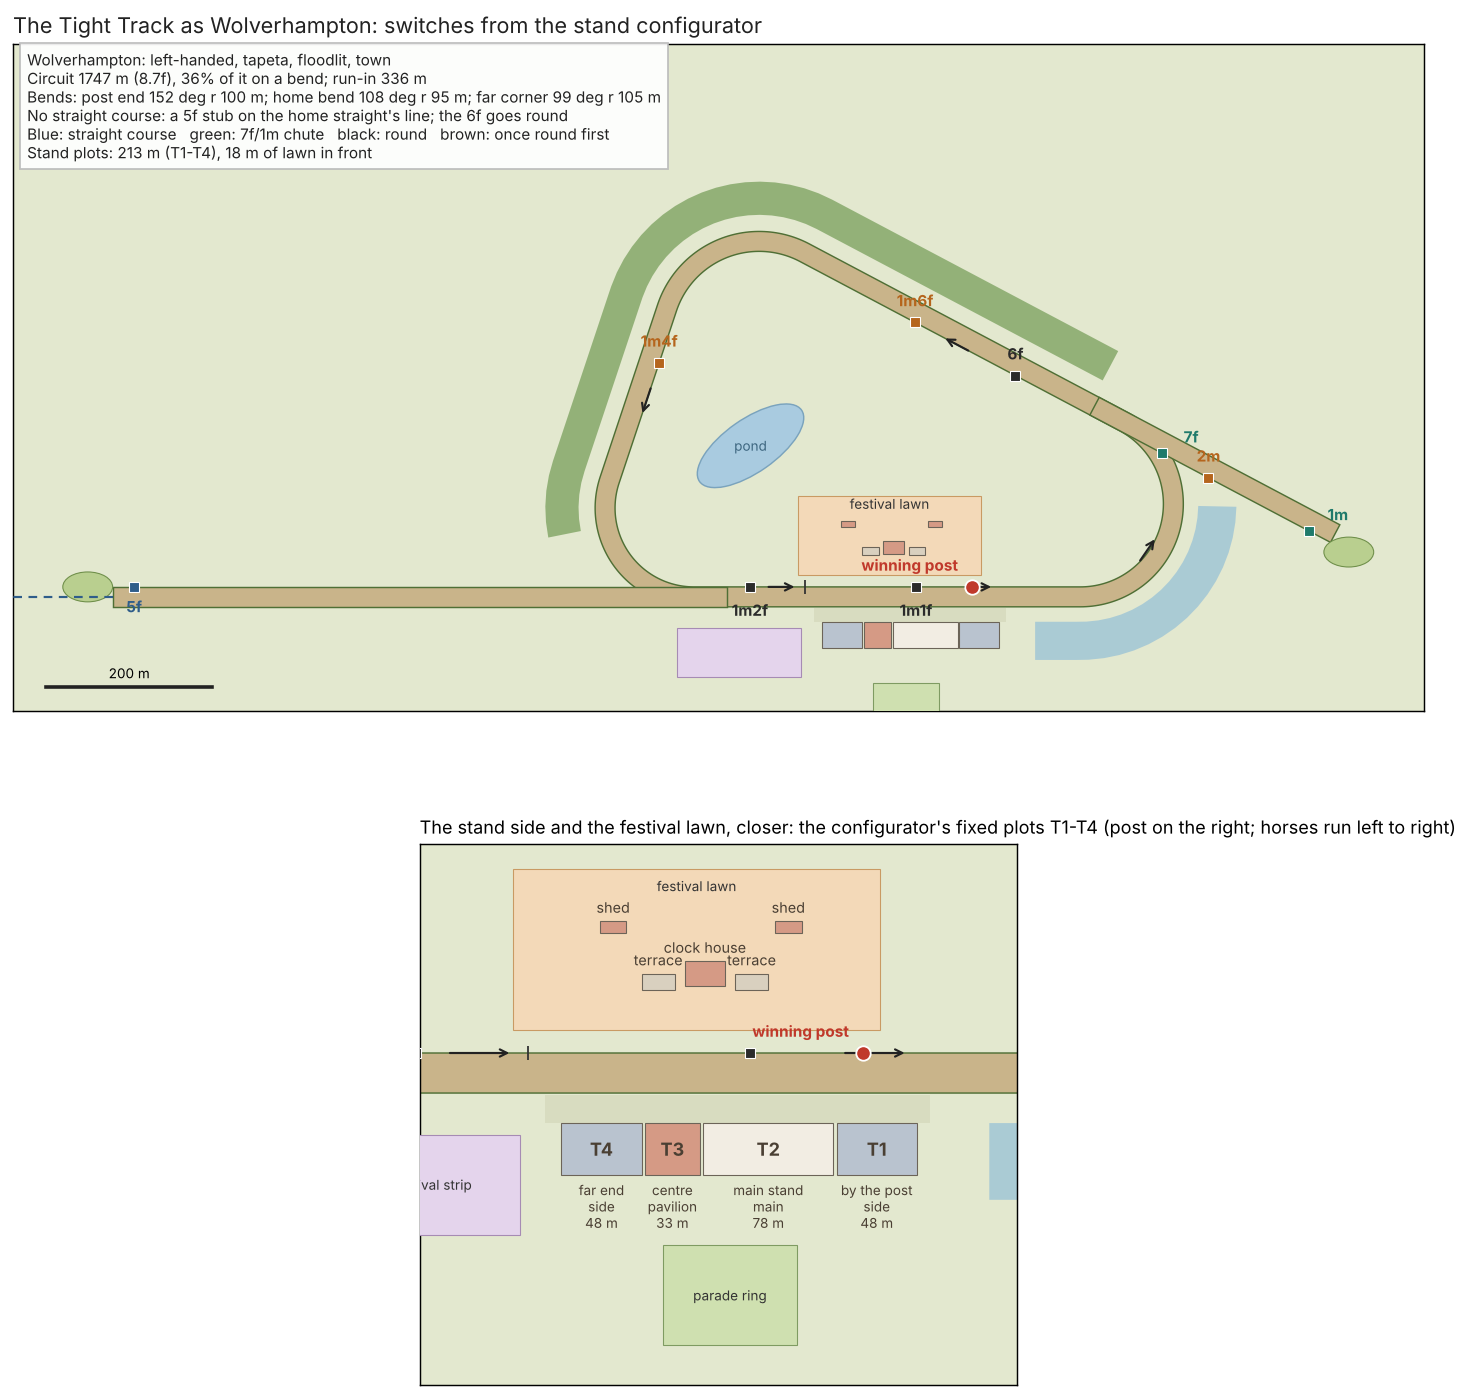 The Tight Track as Wolverhampton: switches from the stand configurator
Wolverhampton: left-handed, tapeta, floodlit, town
Circuit 1747 m (8.7f), 36% of it on a bend; run-in 336 m
Bends: post end 152 deg r 100 m; home bend 108 deg r 95 m; far corner 99 deg r 105 m
No straight course: a 5f stub on the home straight's line; the 6f goes round
Blue: straight course   green: 7f/1m chute   black: round   brown: once round first
Stand plots: 213 m (T1-T4), 18 m of lawn in front
1m6f
1m4f
6f
7f
2m
pond
festival lawn
1m
winning post
5f
1m2f
1m1f
200 m
The stand side and the festival lawn, closer: the configurator's fixed plots T1-T4 (post on the right; horses run left to right)
festival lawn
shed
shed
clock house
terrace
terrace
winning post
T4
T3
T2
T1
val strip
far end
side
48 m
centre
pavilion
33 m
main stand
main
78 m
by the post
side
48 m
parade ring